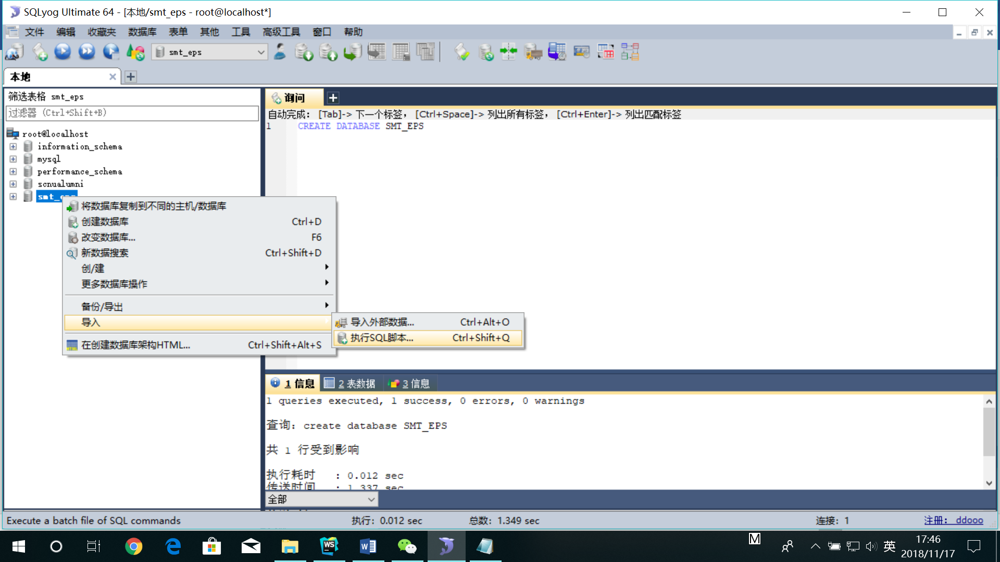 SQLyog Ultimate 64 - [本地/smt_eps - root@localhost*]
文件 编辑 收藏夹 数据库 表单 其他 工具 高级工具 窗口 帮助
smt_eps
本地
筛选表格 smt_eps
过滤器 (Ctrl+Shift+B)
root@localhost
information_schema
mysql
performance_schema
scnualumni
将数据库复制到不同的主机/数据库
创建数据库 Ctrl+D
改变数据库... F6
新数据搜索 Ctrl+Shift+D
创/建
更多数据库操作
备份/导出
导入
在创建数据库架构HTML... Ctrl+Shift+Alt+S
导入外部数据... Ctrl+Alt+O
执行SQL脚本... Ctrl+Shift+Q
询问
自动完成: [Tab]-> 下一个标签, [Ctrl+Space]-> 列出所有标签, [Ctrl+Enter]-> 列出匹配标签
1 CREATE DATABASE SMT_EPS
1 信息 2 表数据 3 信息
1 queries executed, 1 success, 0 errors, 0 warnings
查询: create database SMT_EPS
共 1 行受到影响
执行耗时 : 0.012 sec
传送时间 : 1.337 sec
全部
Execute a batch file of SQL commands 执行: 0.012 sec 总数: 1.349 sec 连接: 1 注册: ddooo
WS
W
M
英
17:46
2018/11/17